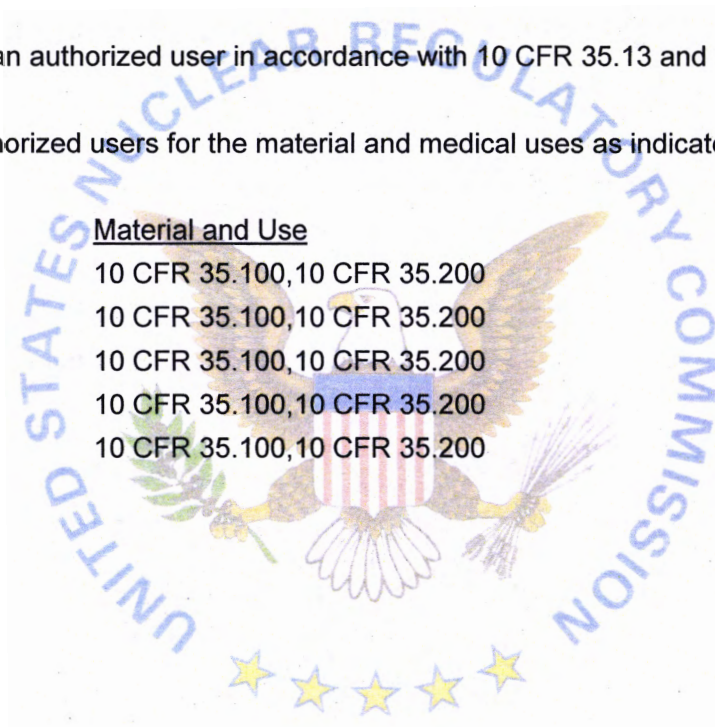 an authorized user in accordance with 10 CFR 35.13 and
horized users for the material and medical uses as indicate
Material and Use
10 CFR 35.100,10 CFR 35.200
10 CFR 35.100,10 CFR 35.200
10 CFR 35.100,10 CFR 35.200
10 CFR 35.100,10 CFR 35.200
10 CFR 35.100,10 CFR 35.200
UNITED STATES NUCLEAR REGULATORY COMMISSION